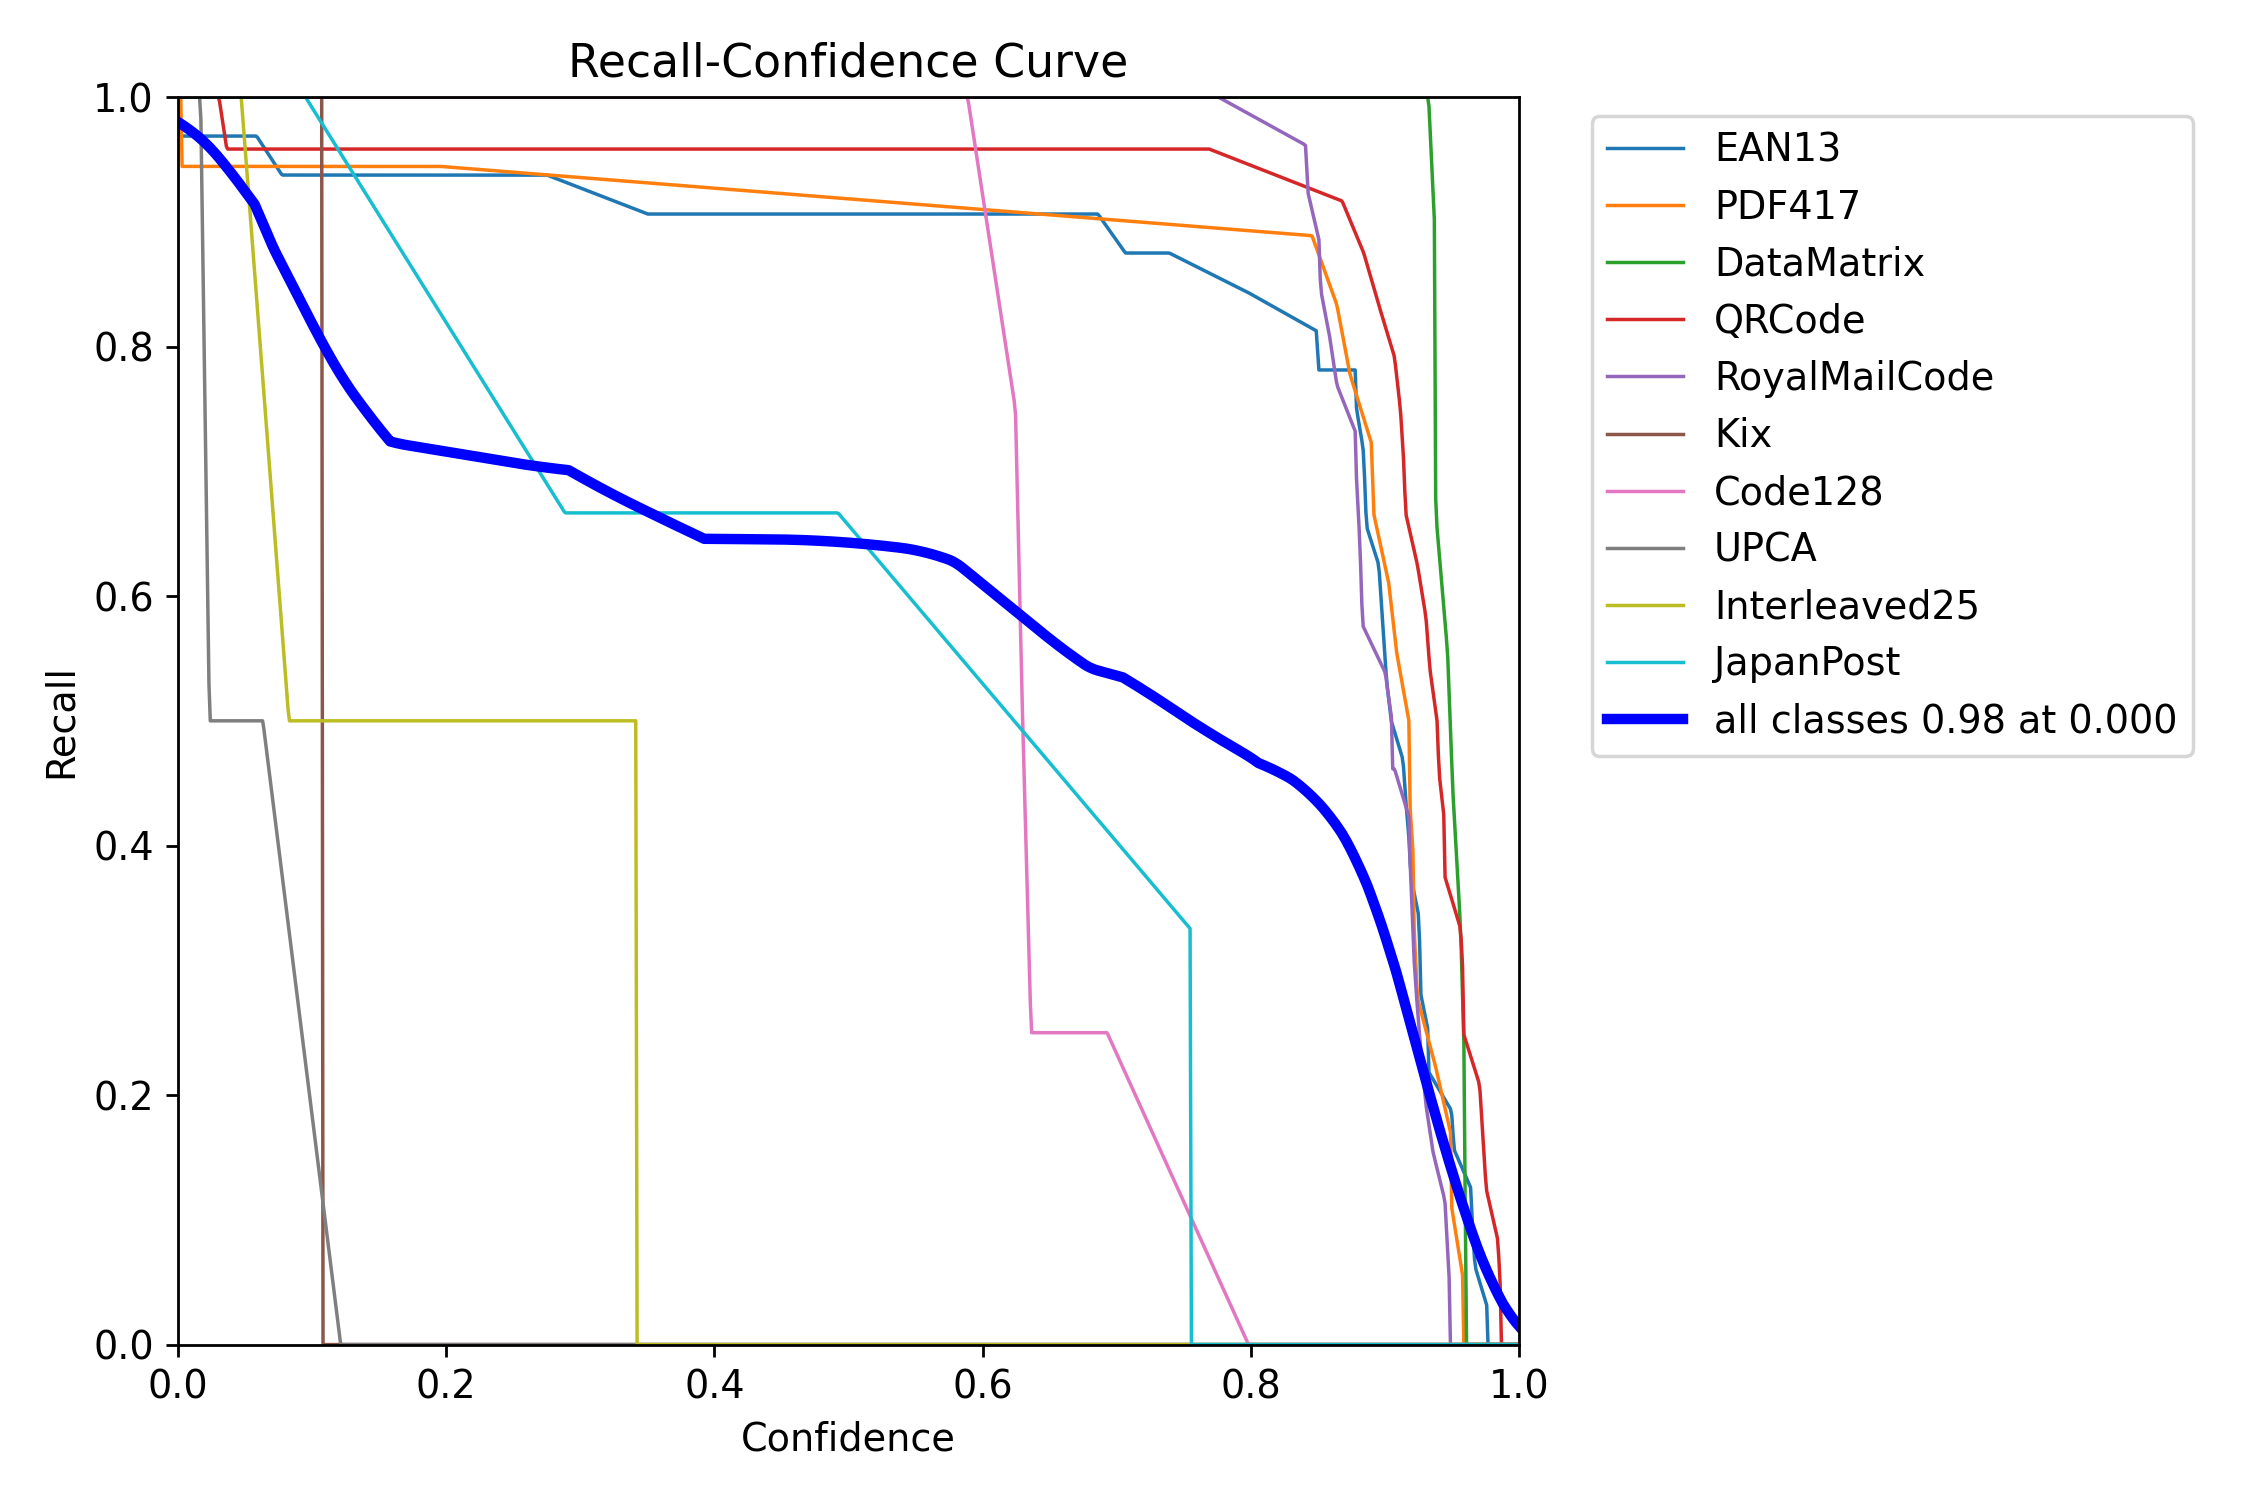 Recall-Confidence Curve
1.0
0.8
0.6
0.4
0.2
0.0
Recall
0.0 0.2 0.4 0.6 0.8 1.0
Confidence
EAN13
PDF417
DataMatrix
QRCode
RoyalMailCode
Kix
Code128
UPCA
Interleaved25
JapanPost
all classes 0.98 at 0.000